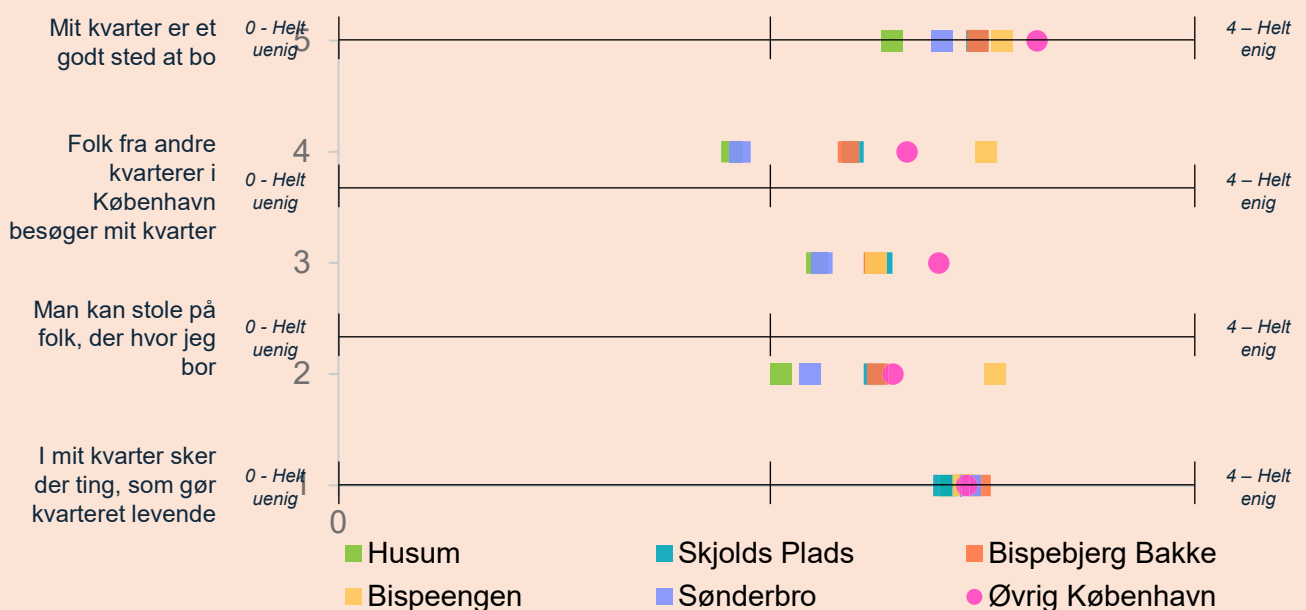 Mit kvarter er et
godt sted at bo
0 - Helt
uenig
5
4 – Helt
enig
Folk fra andre
kvarterer i
København
besøger mit kvarter
4
0 - Helt
uenig
4 – Helt
enig
3
Man kan stole på
folk, der hvor jeg
bor
0 - Helt
uenig
4 – Helt
enig
2
I mit kvarter sker
der ting, som gør
kvarteret levende
0 - Helt
uenig
1
4 – Helt
enig
0
Husum
Skjolds Plads
Bispebjerg Bakke
Bispeengen
Sønderbro
Øvrig København